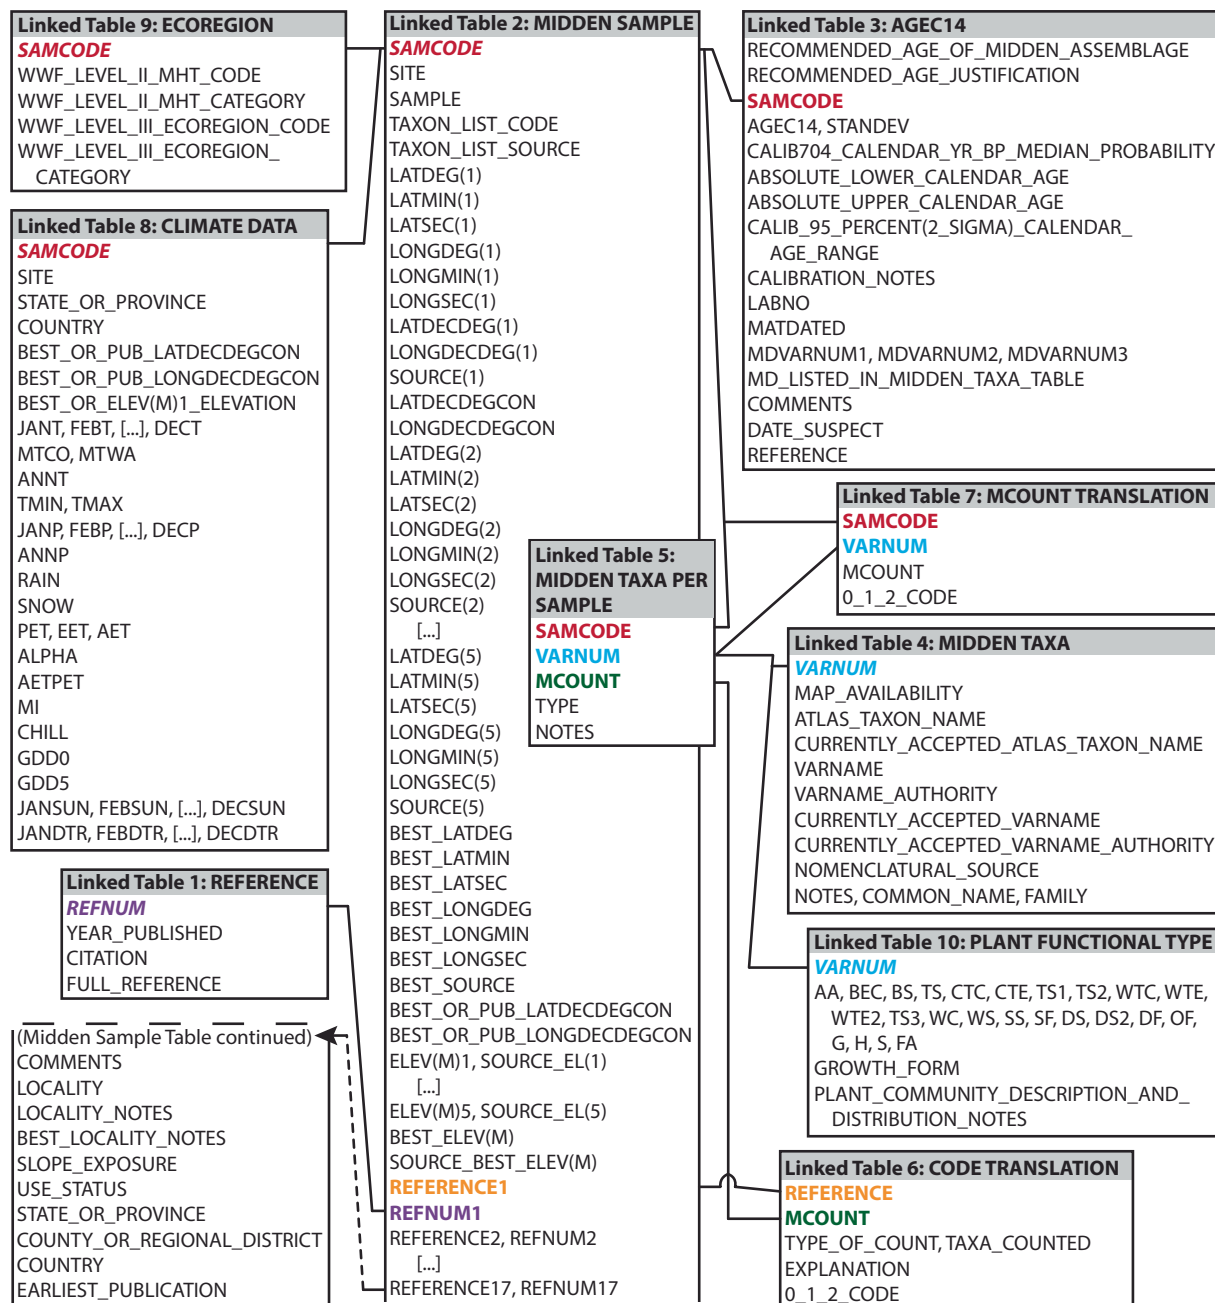 Linked Table 9: ECOREGION
SAMCODE
WWF_LEVEL_II_MHT_CODE
WWF_LEVEL_II_MHT_CATEGORY
WWF_LEVEL_III_ECOREGION_CODE
WWF_LEVEL_III_ECOREGION_
CATEGORY
Linked Table 8: CLIMATE DATA
SAMCODE
SITE
STATE_OR_PROVINCE
COUNTRY
BEST_OR_PUB_LATDECDEGCON
BEST_OR_PUB_LONGDECDEGCON
BEST_OR_ELEV(M)1_ELEVATION
JANT, FEBT, [...], DECT
MTCO, MTWA
ANNT
TMIN, TMAX
JANP, FEBP, [...], DECP
ANNP
RAIN
SNOW
PET, EET, AET
ALPHA
AETPET
MI
CHILL
GDD0
GDD5
JANSUN, FEBSUN, [...], DECSUN
JANDTR, FEBDTR, [...], DECDTR
Linked Table 1: REFERENCE
REFNUM
YEAR_PUBLISHED
CITATION
FULL_REFERENCE
Linked Table 2: MIDDEN SAMPLE
SAMCODE
SITE
SAMPLE
TAXON_LIST_CODE
TAXON_LIST_SOURCE
LATDEG(1)
LATMIN(1)
LATSEC(1)
LONGDEG(1)
LONGMIN(1)
LONGSEC(1)
LATDECDEG(1)
LONGDECDEG(1)
SOURCE(1)
LATDECDEGCON
LONGDECDEGCON
LATDEG(2)
LATMIN(2)
LATSEC(2)
LONGDEG(2)
LONGMIN(2)
LONGSEC(2)
SOURCE(2)
[...]
LATDEG(5)
LATMIN(5)
LATSEC(5)
LONGDEG(5)
LONGMIN(5)
LONGSEC(5)
SOURCE(5)
BEST_LATDEG
BEST_LATMIN
BEST_LATSEC
BEST_LONGDEG
BEST_LONGMIN
BEST_LONGSEC
BEST_SOURCE
BEST_OR_PUB_LATDECDEGCON
BEST_OR_PUB_LONGDECDEGCON
ELEV(M)1, SOURCE_EL(1)
[...]
ELEV(M)5, SOURCE_EL(5)
BEST_ELEV(M)
SOURCE_BEST_ELEV(M)
REFERENCE1
REFNUM1
REFERENCE2, REFNUM2
[...]
REFERENCE17, REFNUM17
(Midden Sample Table continued)
COMMENTS
LOCALITY
LOCALITY_NOTES
BEST_LOCALITY_NOTES
SLOPE_EXPOSURE
USE_STATUS
STATE_OR_PROVINCE
COUNTY_OR_REGIONAL_DISTRICT
COUNTRY
EARLIEST_PUBLICATION
Linked Table 5:
MIDDEN TAXA PER
SAMPLE
SAMCODE
VARNUM
MCOUNT
TYPE
NOTES
Linked Table 3: AGEC14
RECOMMENDED_AGE_OF_MIDDEN_ASSEMBLAGE
RECOMMENDED_AGE_JUSTIFICATION
SAMCODE
AGEC14, STANDEV
CALIB704_CALENDAR_YR_BP_MEDIAN_PROBABILITY
ABSOLUTE_LOWER_CALENDAR_AGE
ABSOLUTE_UPPER_CALENDAR_AGE
CALIB_95_PERCENT(2_SIGMA)_CALENDAR_
AGE_RANGE
CALIBRATION_NOTES
LABNO
MATDATED
MDVARNUM1, MDVARNUM2, MDVARNUM3
MD_LISTED_IN_MIDDEN_TAXA_TABLE
COMMENTS
DATE_SUSPECT
REFERENCE
Linked Table 7: MCOUNT TRANSLATION
SAMCODE
VARNUM
MCOUNT
0_1_2_CODE
Linked Table 4: MIDDEN TAXA
VARNUM
MAP_AVAILABILITY
ATLAS_TAXON_NAME
CURRENTLY_ACCEPTED_ATLAS_TAXON_NAME
VARNAME
VARNAME_AUTHORITY
CURRENTLY_ACCEPTED_VARNAME
CURRENTLY_ACCEPTED_VARNAME_AUTHORITY
NOMENCLATURAL_SOURCE
NOTES, COMMON_NAME, FAMILY
Linked Table 10: PLANT FUNCTIONAL TYPE
VARNUM
AA, BEC, BS, TS, CTC, CTE, TS1, TS2, WTC, WTE,
WTE2, TS3, WC, WS, SS, SF, DS, DS2, DF, OF,
G, H, S, FA
GROWTH_FORM
PLANT_COMMUNITY_DESCRIPTION_AND_
DISTRIBUTION_NOTES
Linked Table 6: CODE TRANSLATION
REFERENCE
MCOUNT
TYPE_OF_COUNT, TAXA_COUNTED
EXPLANATION
0_1_2_CODE